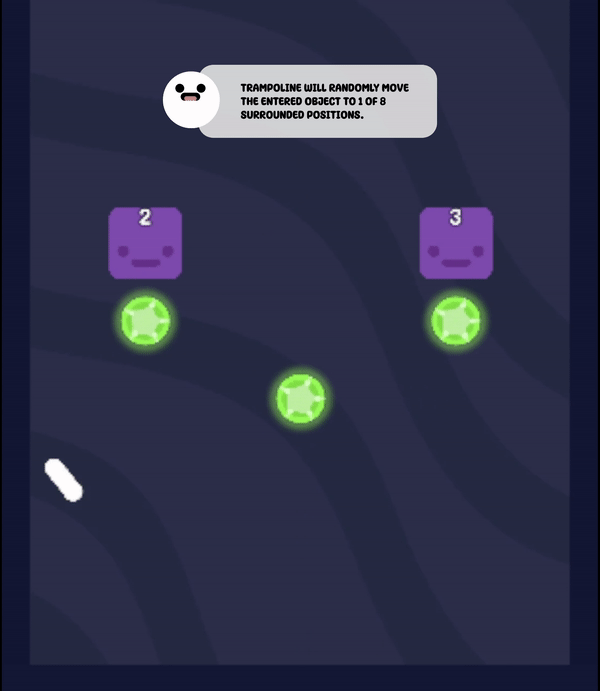 TRAMPOLINE WILL RANDOMLY MOVE
THE ENTERED OBJECT TO 1 OF 8
SURROUNDED POSITIONS.
2
3